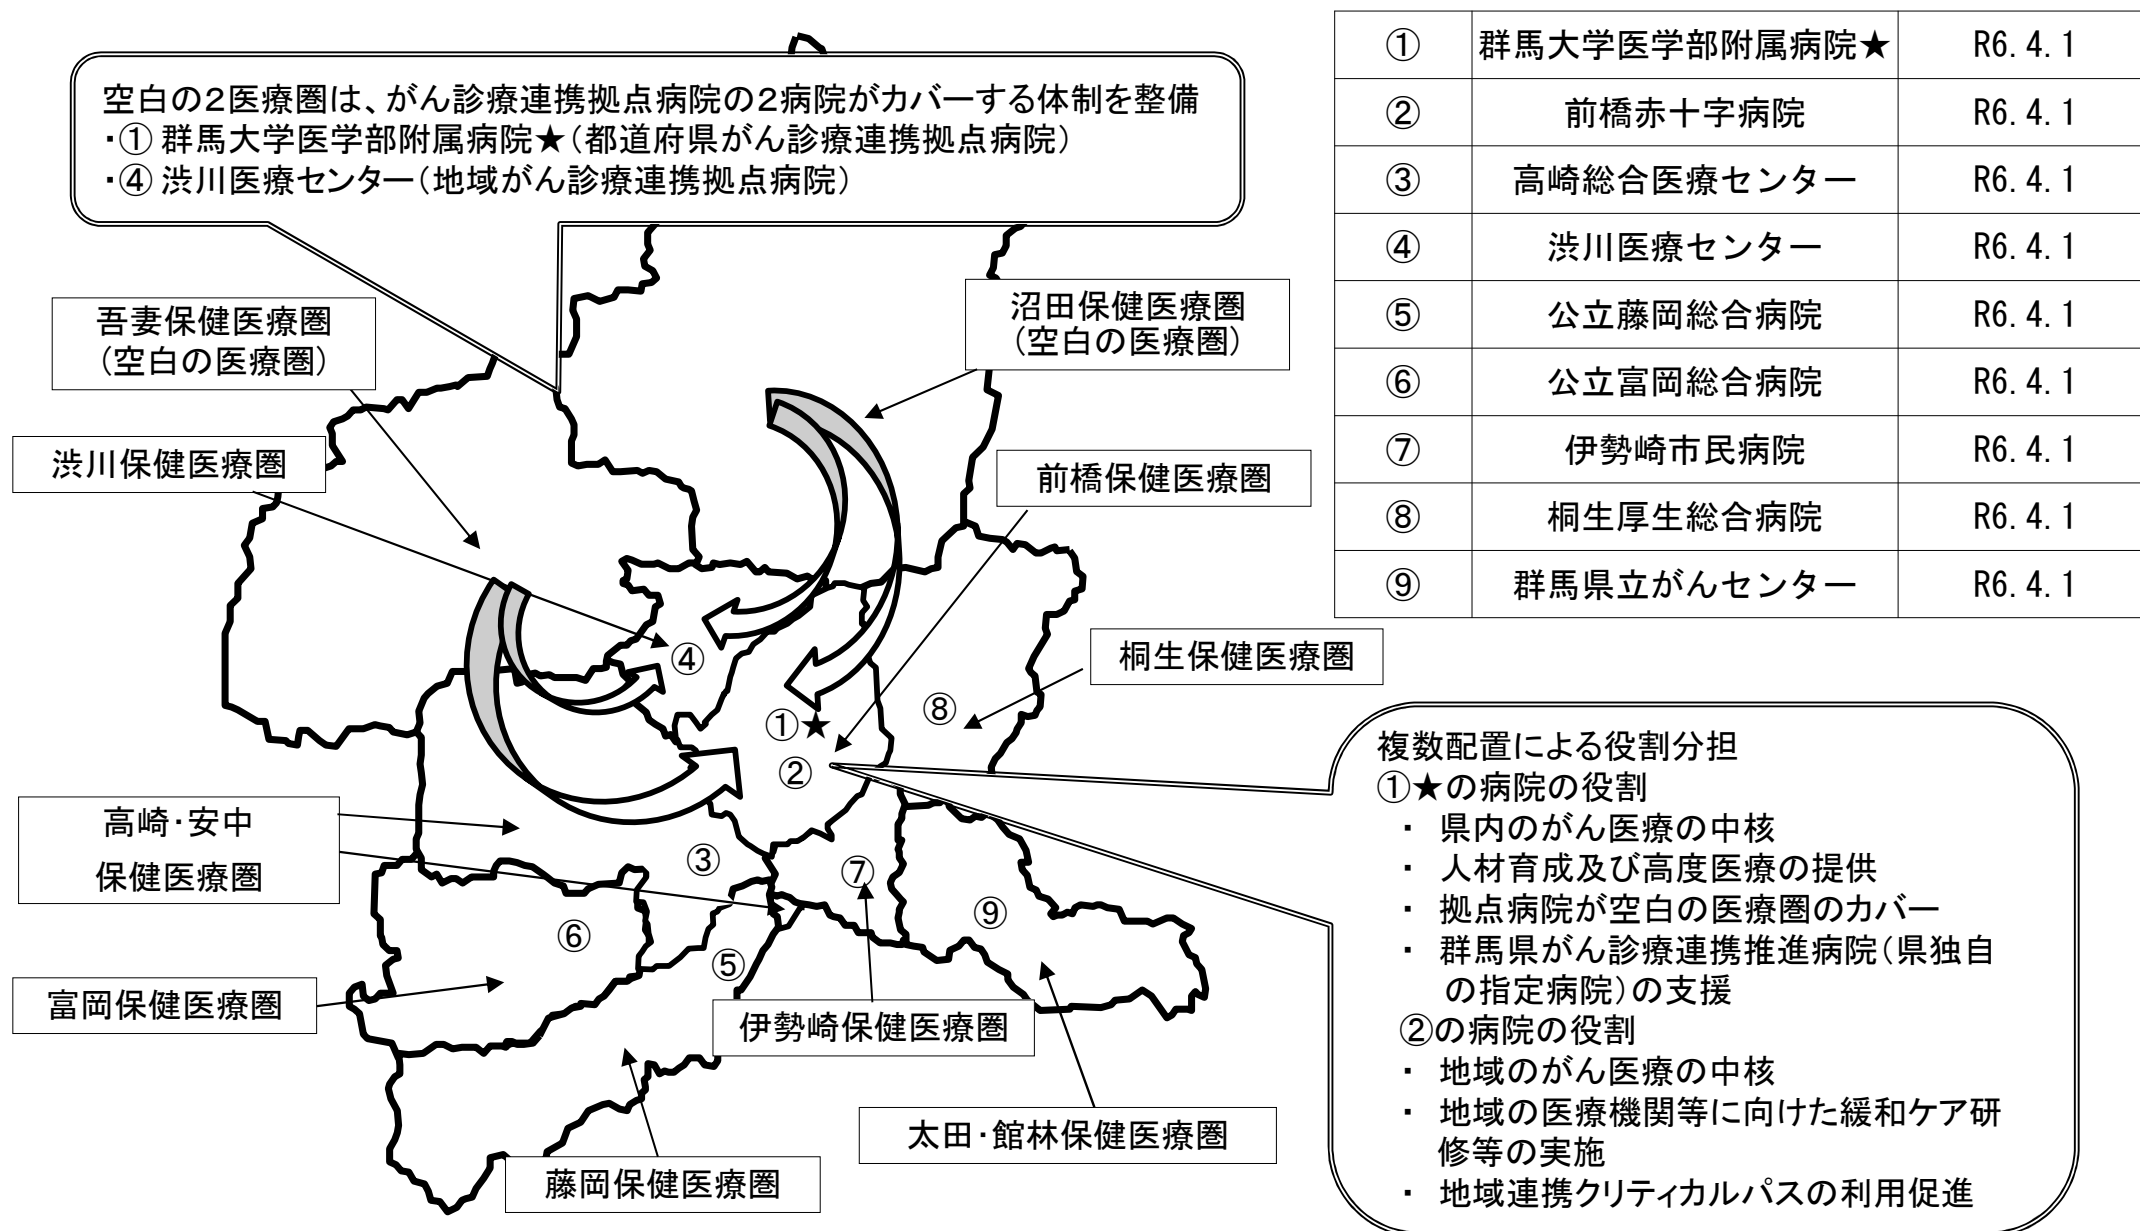 空白の2医療圏は、がん診療連携拠点病院の2病院がカバーする体制を整備
・① 群馬大学医学部附属病院★(都道府県がん診療連携拠点病院)
・④ 渋川医療センター(地域がん診療連携拠点病院)
① 群馬大学医学部附属病院★ R6.4.1
② 前橋赤十字病院 R6.4.1
③ 高崎総合医療センター R6.4.1
④ 渋川医療センター R6.4.1
⑤ 公立藤岡総合病院 R6.4.1
⑥ 公立富岡総合病院 R6.4.1
⑦ 伊勢崎市民病院 R6.4.1
⑧ 桐生厚生総合病院 R6.4.1
⑨ 群馬県立がんセンター R6.4.1
吾妻保健医療圏
(空白の医療圏)
沼田保健医療圏
(空白の医療圏)
渋川保健医療圏
前橋保健医療圏
桐生保健医療圏
④
①★
②
⑧
高崎・安中
保健医療圏
③
⑦
⑨
⑥
⑤
富岡保健医療圏
伊勢崎保健医療圏
太田・館林保健医療圏
藤岡保健医療圏
複数配置による役割分担
①★の病院の役割
・ 県内のがん医療の中核
・ 人材育成及び高度医療の提供
・ 拠点病院が空白の医療圏のカバー
・ 群馬県がん診療連携推進病院(県独自
の指定病院)の支援
②の病院の役割
・ 地域のがん医療の中核
・ 地域の医療機関等に向けた緩和ケア研
修等の実施
・ 地域連携クリティカルパスの利用促進